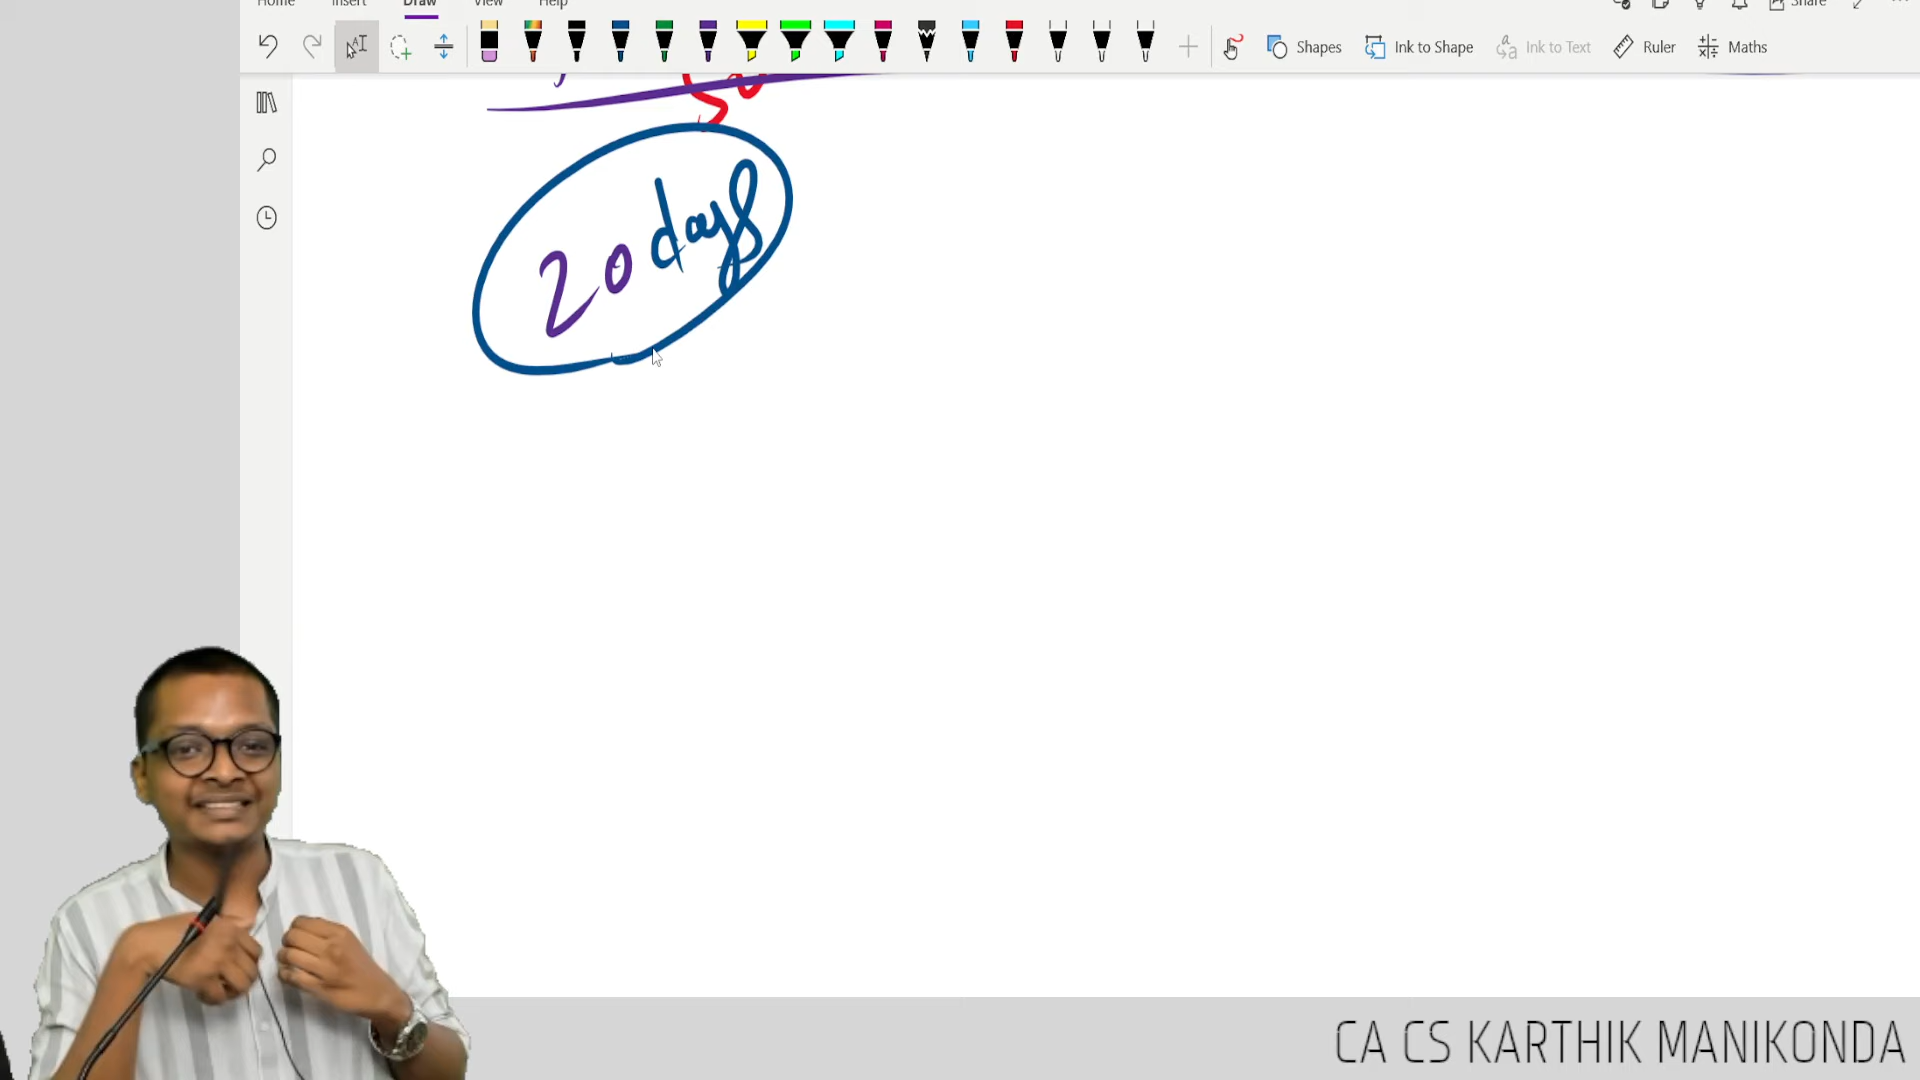 Home Insert Draw View Help Share
Shapes Ink to Shape Ink to Text Ruler Maths
20 days
CA CS KARTHIK MANIKONDA